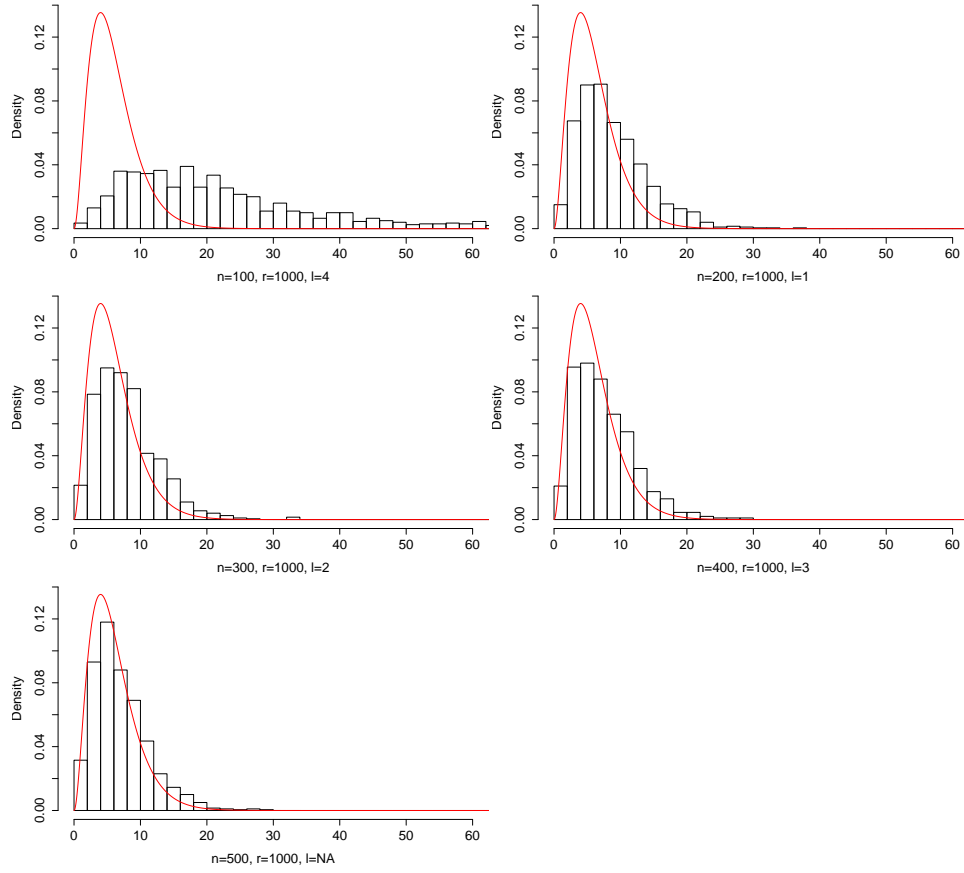 Density
0.00 0.04 0.08 0.12
0 10 20 30 40 50 60
n=100, r=1000, l=4
Density
0.00 0.04 0.08 0.12
0 10 20 30 40 50 60
n=200, r=1000, l=1
Density
0.00 0.04 0.08 0.12
0 10 20 30 40 50 60
n=300, r=1000, l=2
Density
0.00 0.04 0.08 0.12
0 10 20 30 40 50 60
n=400, r=1000, l=3
Density
0.00 0.04 0.08 0.12
0 10 20 30 40 50 60
n=500, r=1000, l=NA